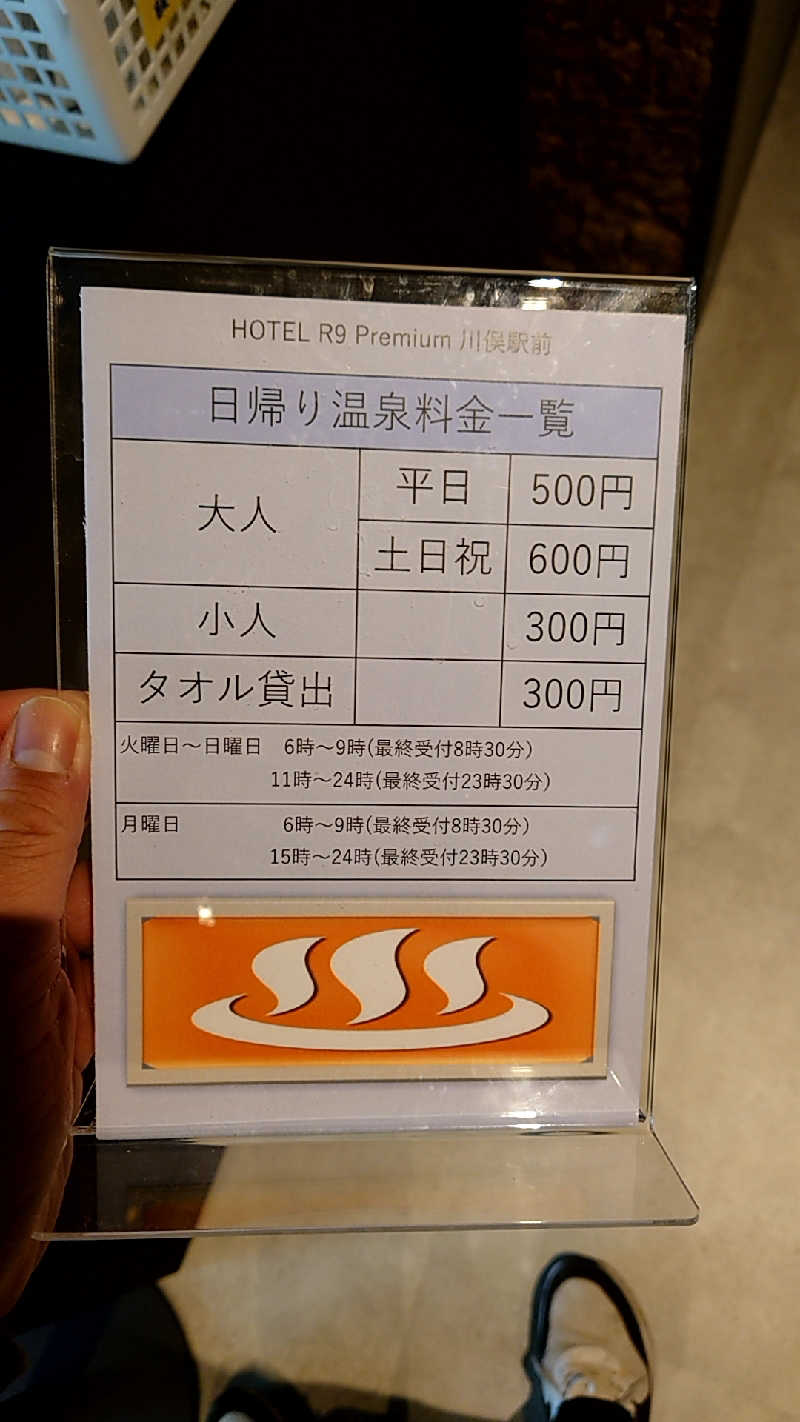 HOTEL R9 Premium 川俣駅前
日帰り温泉料金一覧
大人 平日 500円
土日祝 600円
小人 300円
タオル貸出 300円
火曜日～日曜日 6時～9時(最終受付8時30分)
11時～24時(最終受付23時30分)
月曜日 6時～9時(最終受付8時30分)
15時～24時(最終受付23時30分)